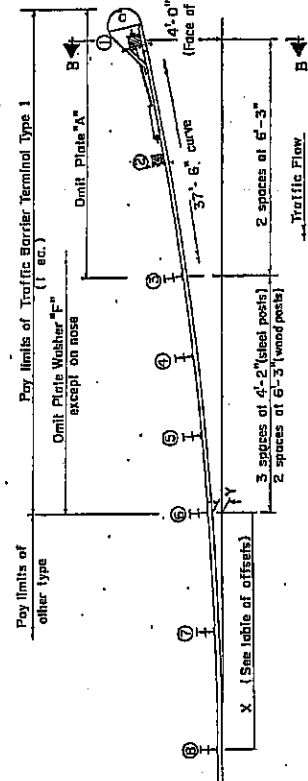 Pay limits of Traffic Barrier Terminal Type 1
(1 ea.)
Pay limits of
other type
Omit Plate Washer "F"
except on nose
Omit Plate "A"
B
B
4'-0"
(Face of
37'-6" curve
1
2
3
4
5
6
7
8
Y
X (See table of offsets)
3 spaces at 4'-2" (steel posts)
2 spaces at 6'-3" (wood posts)
2 spaces at 6'-3"
Traffic Flow